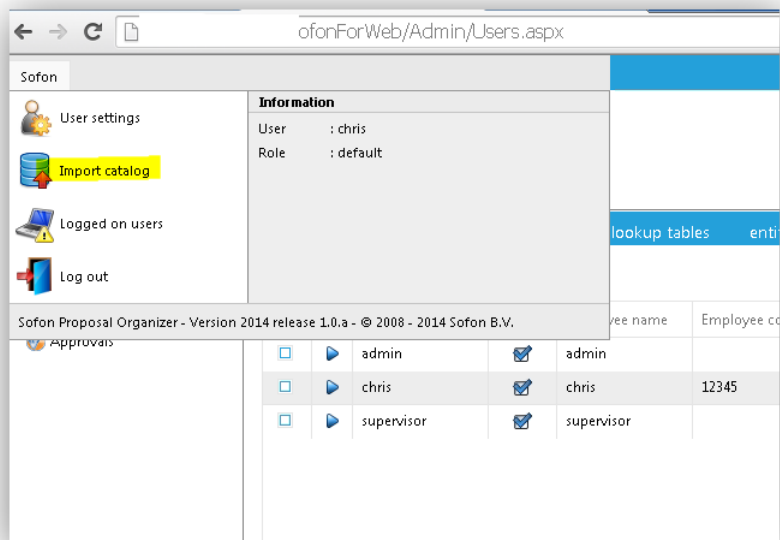 ofonForWeb/Admin/Users.aspx
Sofon
User settings
Import catalog
Logged on users
Log out
Information
User : chris
Role : default
Sofon Proposal Organizer - Version 2014 release 1.0.a - © 2008 - 2014 Sofon B.V.
lookup tables enti
yee name Employee co
Approvals
admin admin
chris chris 12345
supervisor supervisor